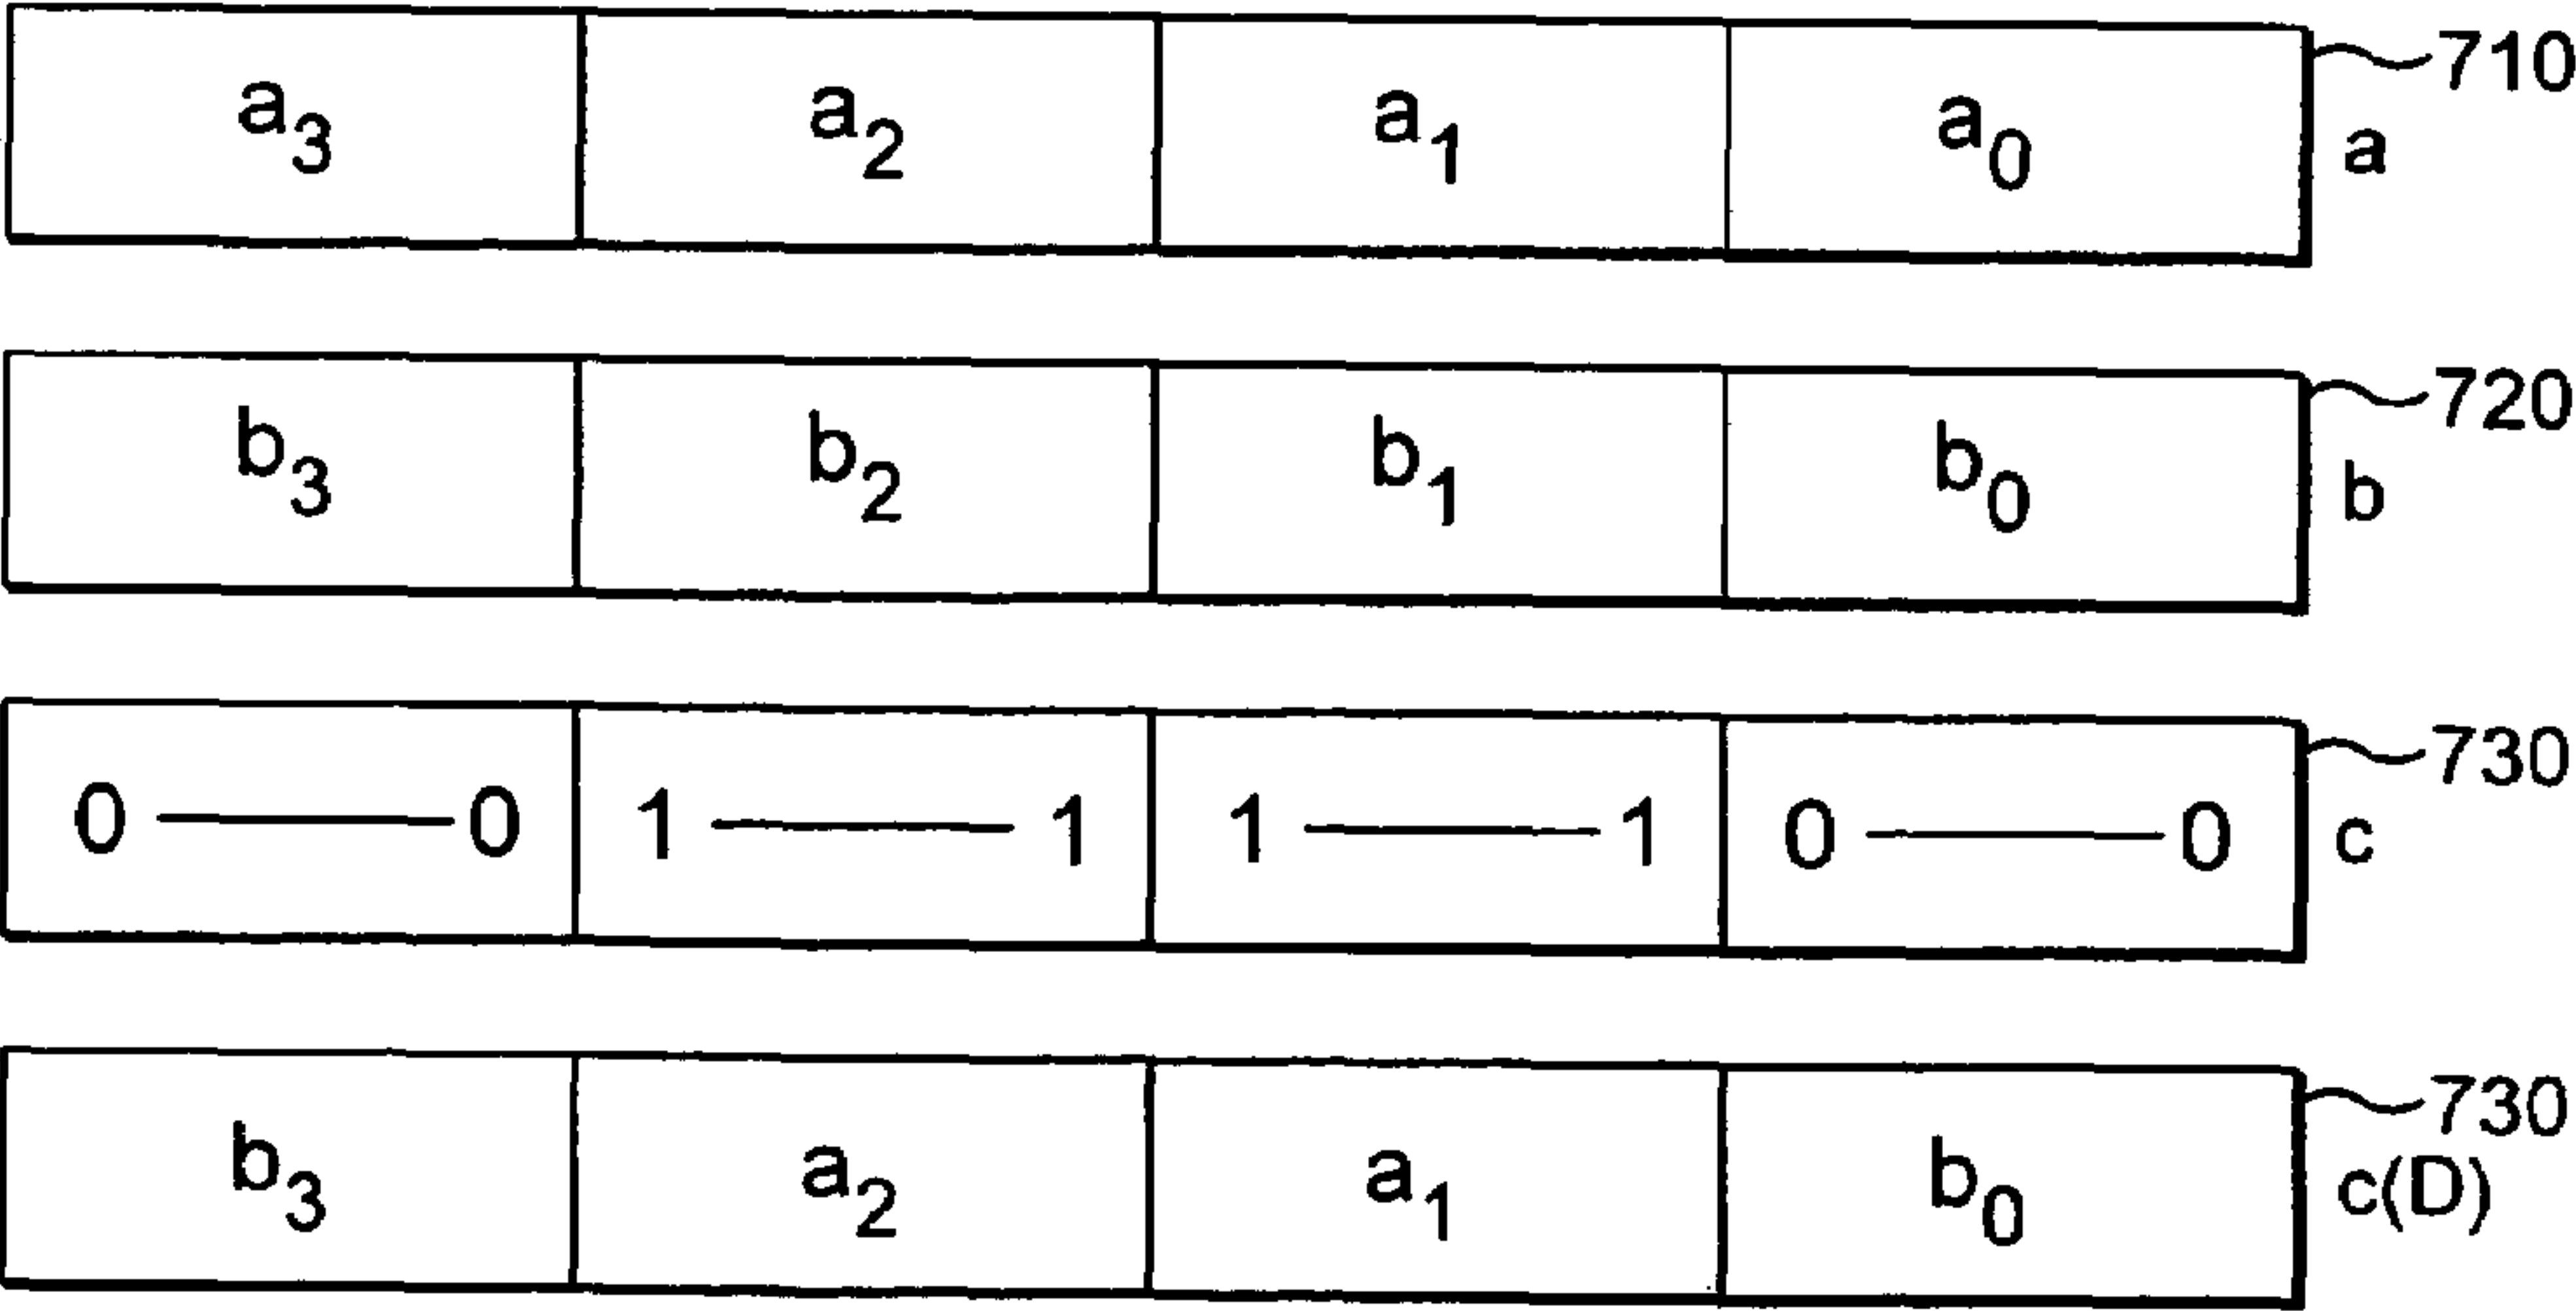 a3 a2 a1 a0 710
a
b3 b2 b1 b0 720
b
0 — 0 1 — 1 1 — 1 0 — 0 730
c
b3 a2 a1 b0 730
c(D)